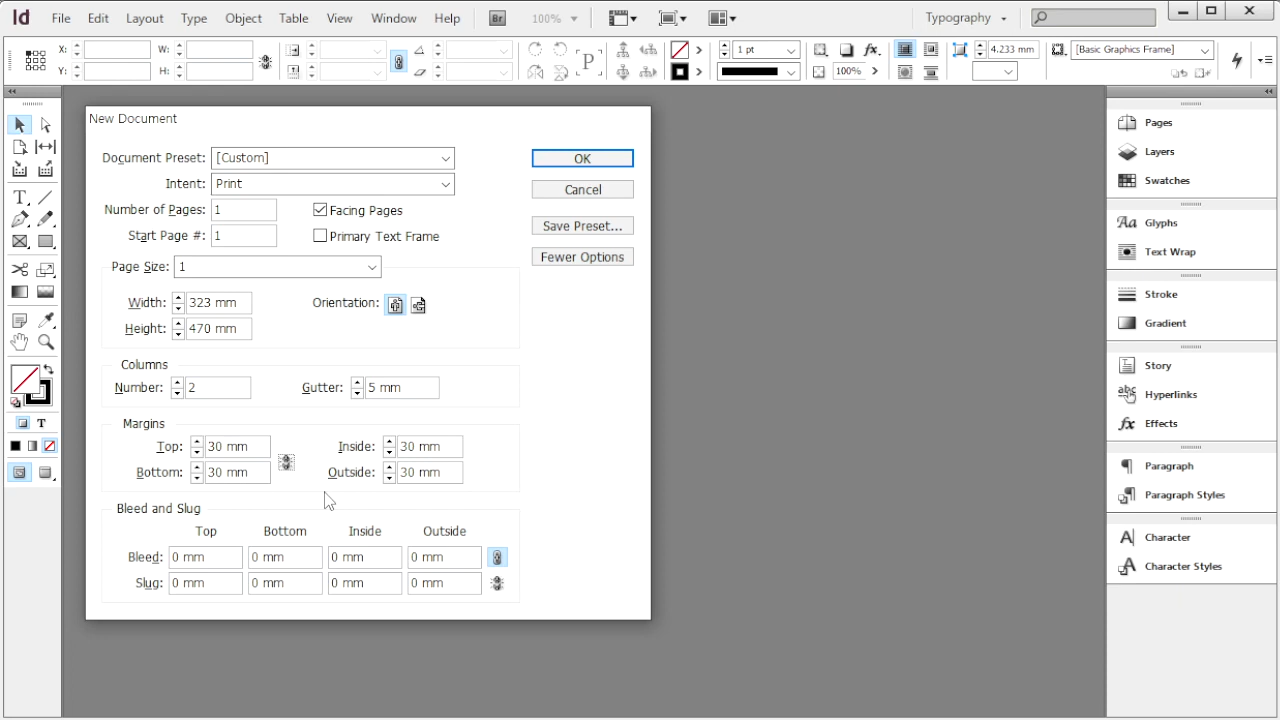 Id File Edit Layout Type Object Table View Window Help Br 100% Typography
X: W: 1 pt fx. 4.233 mm [Basic Graphics Frame]
Y: H: P 100%
New Document
Document Preset: [Custom]
Intent: Print
Number of Pages: 1 Facing Pages
Start Page #: 1 Primary Text Frame
Page Size: 1
Width: 323 mm Orientation:
Height: 470 mm
Columns
Number: 2 Gutter: 5 mm
Margins
Top: 30 mm Inside: 30 mm
Bottom: 30 mm Outside: 30 mm
Bleed and Slug
Top Bottom Inside Outside
Bleed: 0 mm 0 mm 0 mm 0 mm
Slug: 0 mm 0 mm 0 mm 0 mm
OK
Cancel
Save Preset...
Fewer Options
T
T
Pages
Layers
Swatches
Aa Glyphs
Text Wrap
Stroke
Gradient
Story
abc Hyperlinks
fx Effects
¶ Paragraph
¶ Paragraph Styles
A Character
A Character Styles